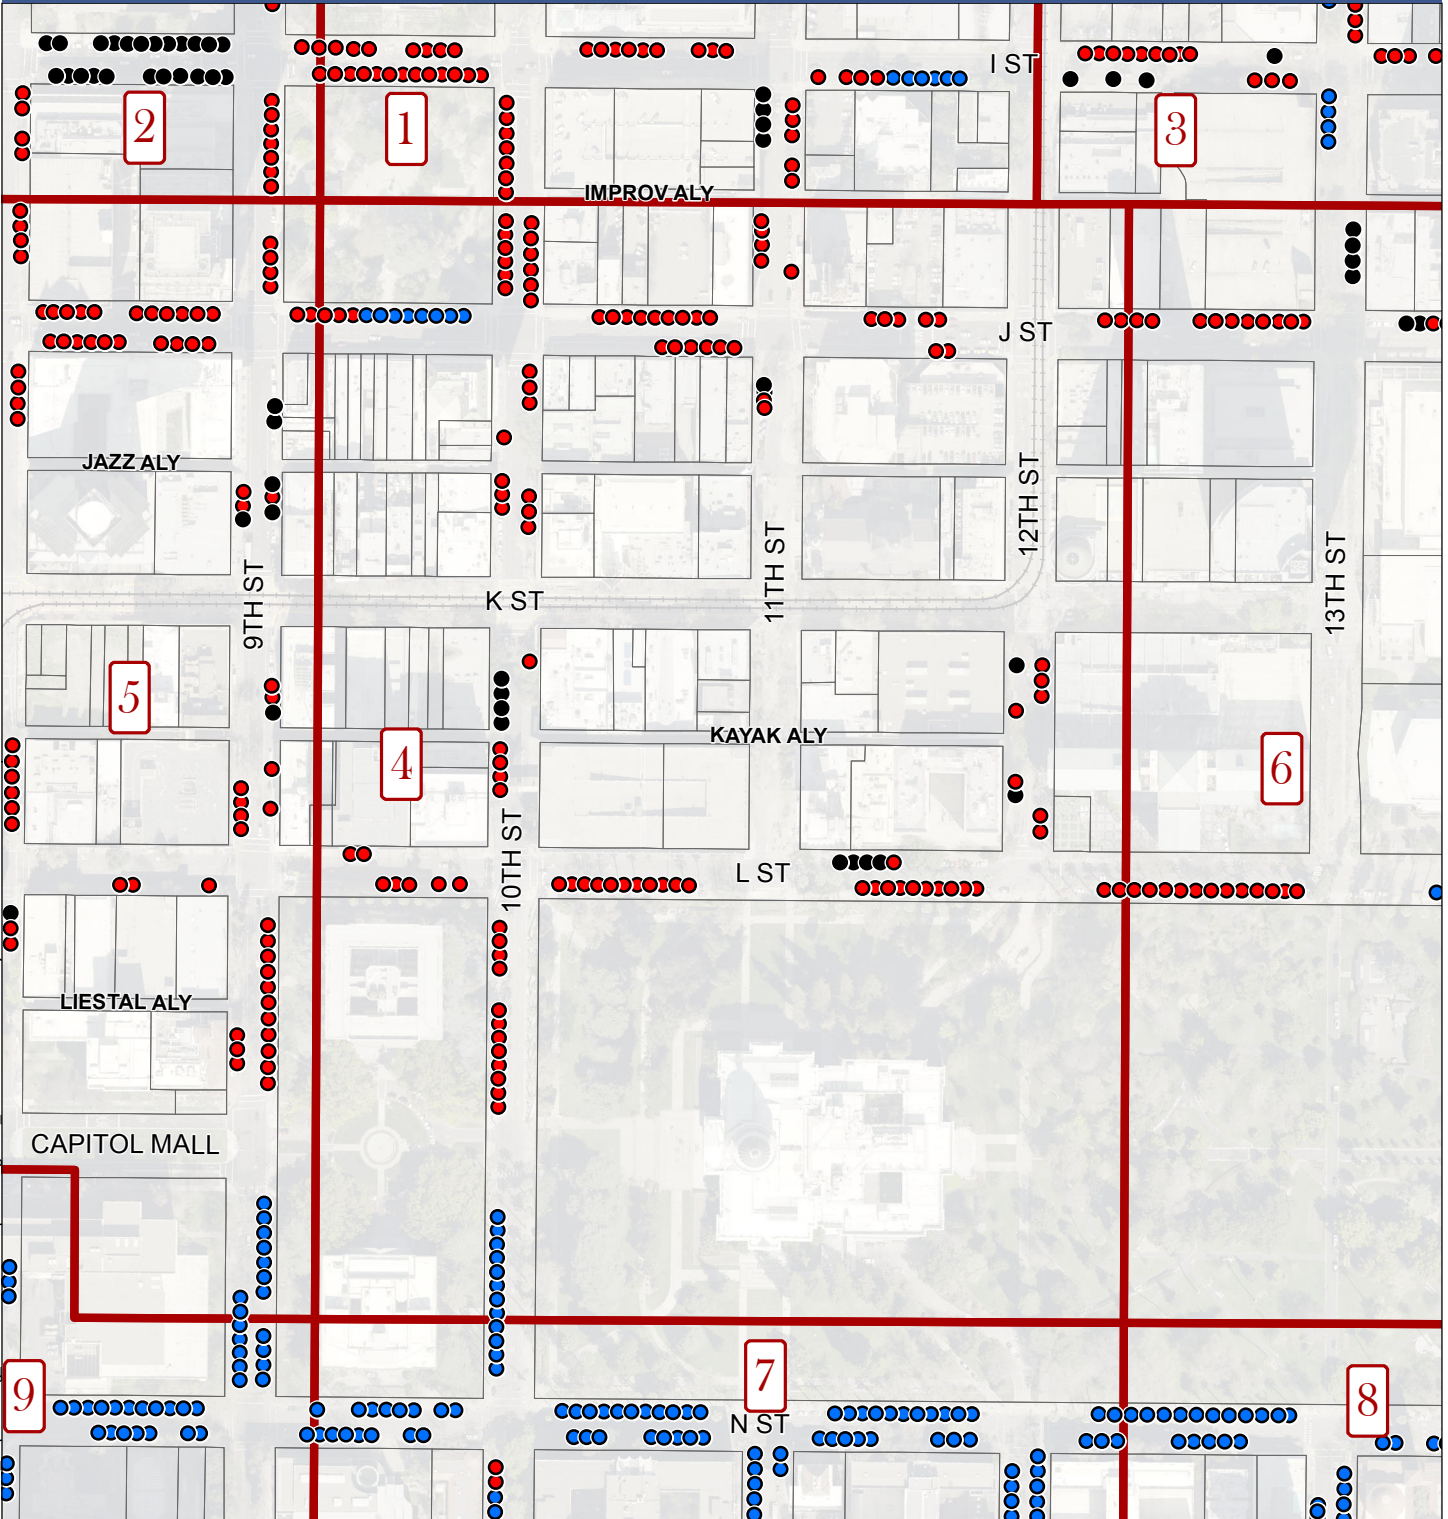 I ST
2
1
3
IMPROV ALY
J ST
JAZZ ALY
12TH ST
11TH ST
13TH ST
9TH ST
K ST
5
4
KAYAK ALY
6
10TH ST
L ST
LIESTAL ALY
CAPITOL MALL
7
9
8
N ST